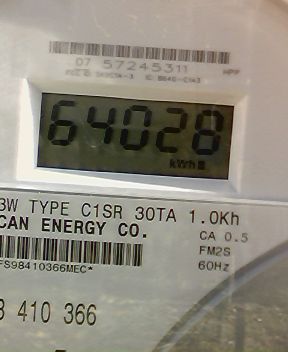 07 57245311
64028
kWh
3W TYPE C1SR 30TA 1.0Kh
CAN ENERGY CO.
CA 0.5
FM2S
60Hz
FS98410366MEC*
3 410 366